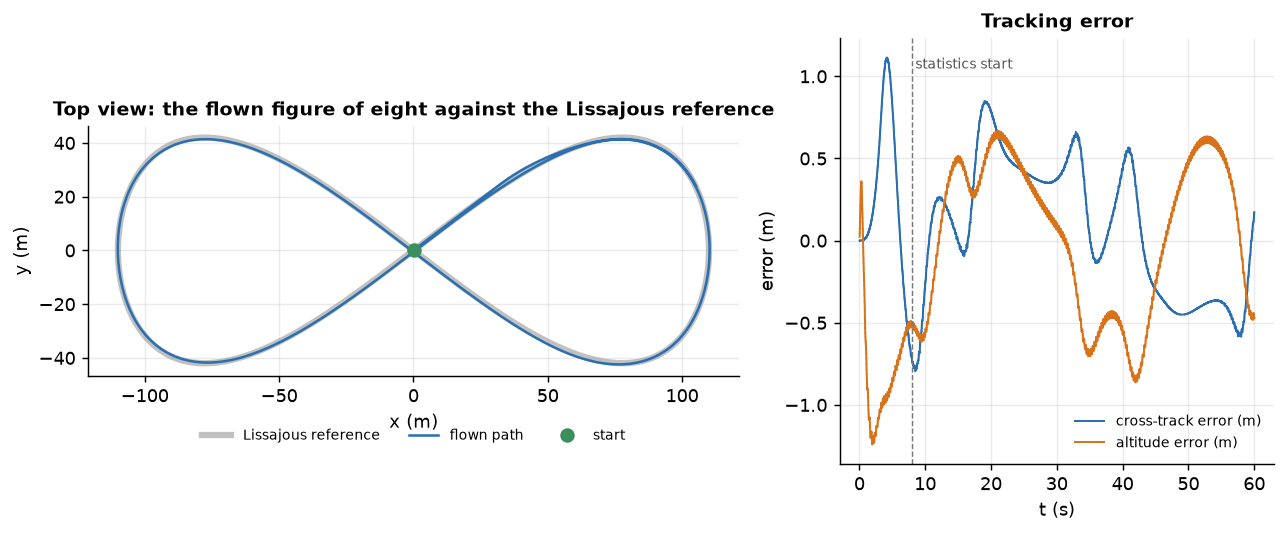 Top view: the flown figure of eight against the Lissajous reference
40
20
0
−20
−40
y (m)
−100
−50
0
50
100
x (m)
Lissajous reference
flown path
start
Tracking error
statistics start
1.0
0.5
0.0
−0.5
−1.0
error (m)
cross-track error (m)
altitude error (m)
0
10
20
30
40
50
60
t (s)